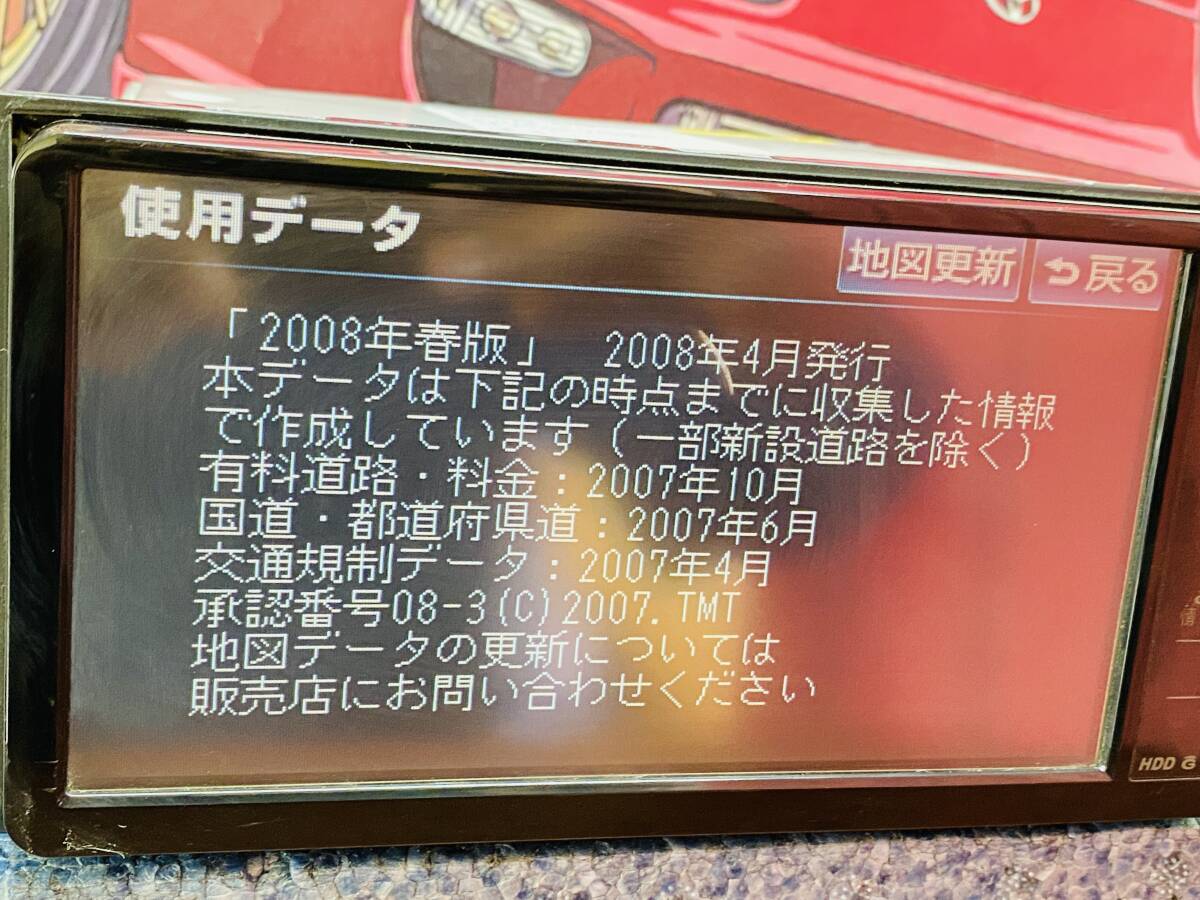 使用データ
地図更新
戻る
「2008年春版」 2008年4月発行
本データは下記の時点までに収集した情報
で作成しています(一部新設道路を除く)
有料道路・料金:2007年10月
国道・都道府県道:2007年6月
交通規制データ:2007年4月
承認番号08-3(C)2007.TMT
地図データの更新については
販売店にお問い合わせください
HDD